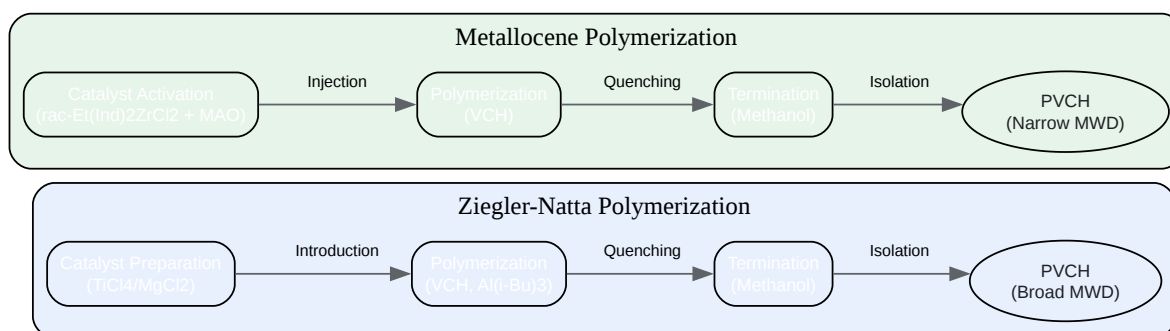 Metallocene Polymerization
Catalyst Activation
(rac-Et(Ind)2ZrCl2 + MAO)
Injection
Polymerization
(VCH)
Quenching
Termination
(Methanol)
Isolation
PVCH
(Narrow MWD)
Ziegler-Natta Polymerization
Catalyst Preparation
(TiCl4/MgCl2)
Introduction
Polymerization
(VCH, Al(i-Bu)3)
Quenching
Termination
(Methanol)
Isolation
PVCH
(Broad MWD)